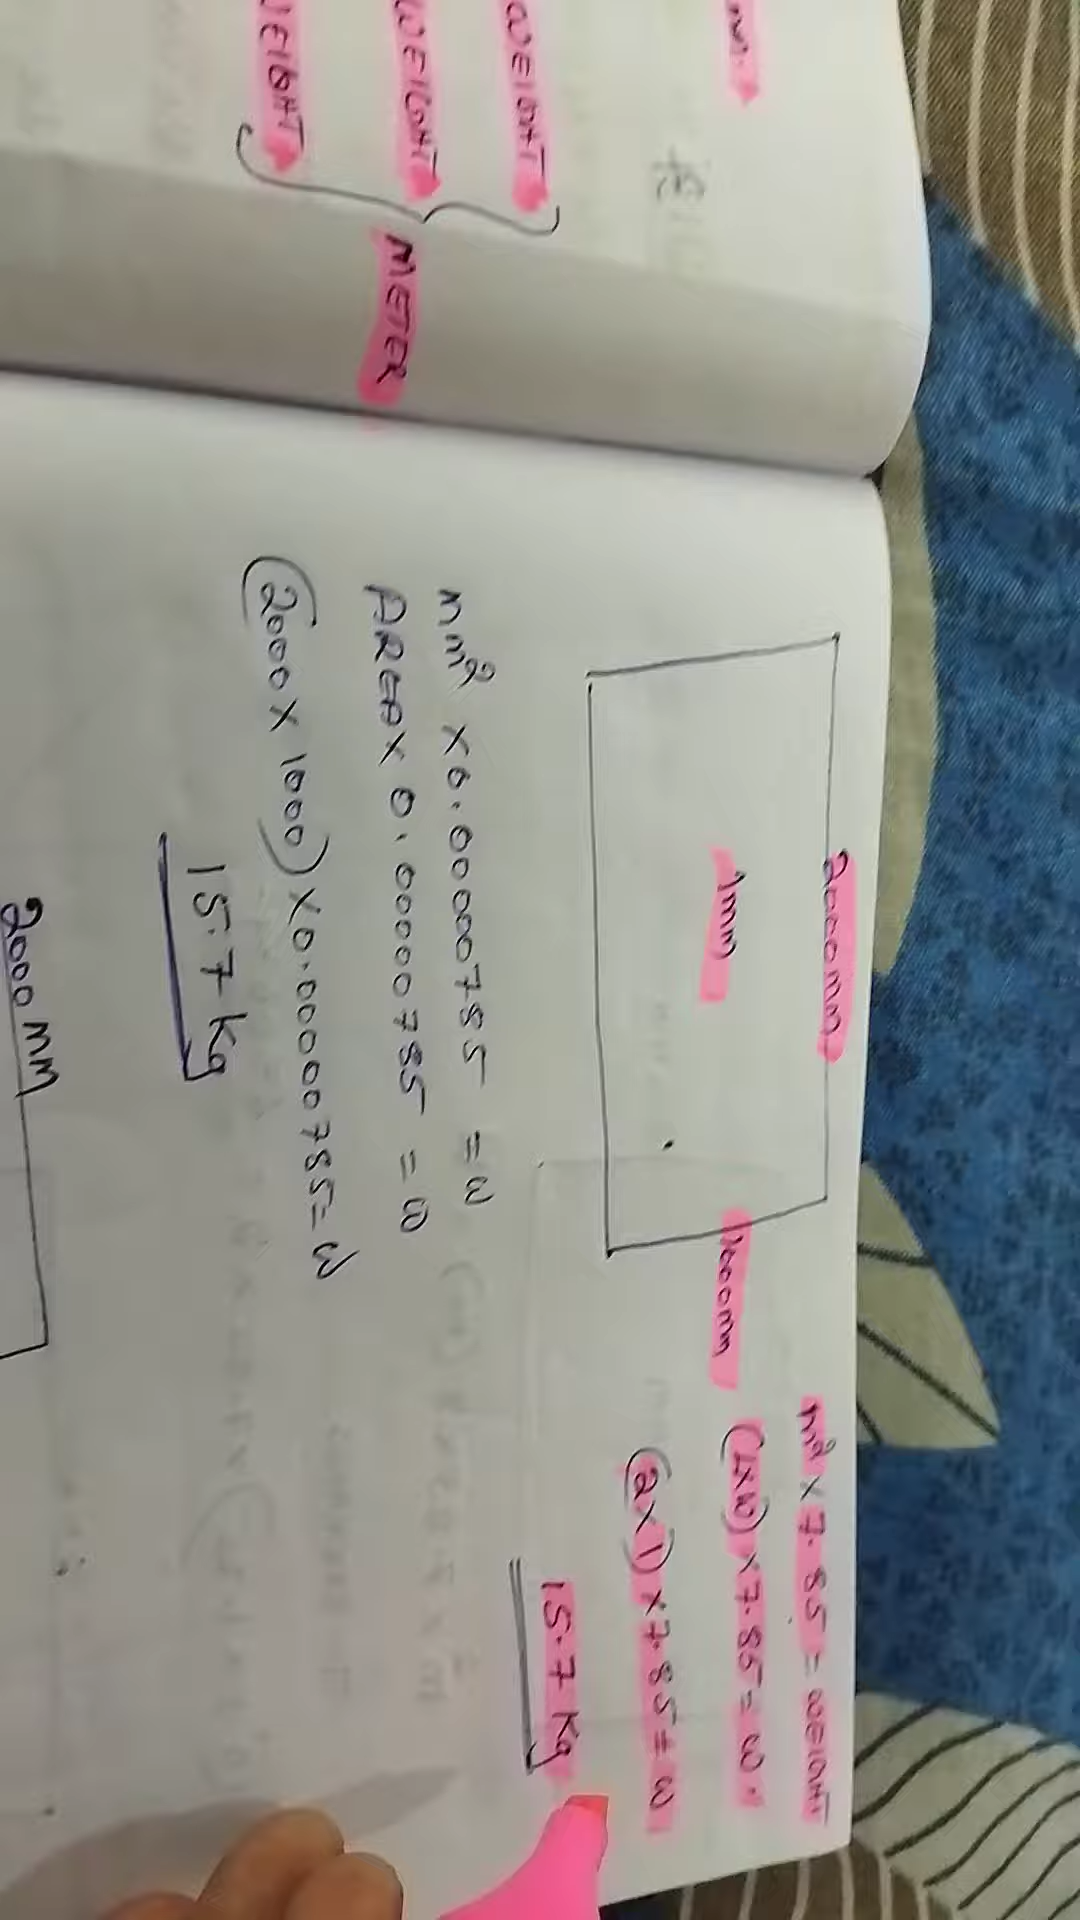 mm.
WEIGHT
WEIGHT
WEIGHT
METER
2000mm
1mm
1000mm
m² × 7.85 = WEIGHT
(L×W) × 7.85 = W.
(2×1) × 7.85 = W
15.7 Kg
mm² × 0.00000785 = W
AREA × 0.00000785 = W
(2000 × 1000) × 0.00000785 = W
15.7 Kg
2000 MM